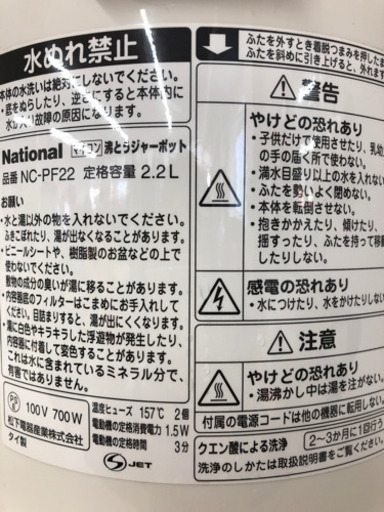 水ぬれ禁止
本体の水洗いは絶対にしないでください。
・底をぬらしたり、逆さにすると本体内に
水が入り故障の原因になります。
National マイコン 沸とうジャーポット
品番 NC-PF22 定格容量 2.2L
お願い
・水と湯以外の物を入れないでください。
ふきこぼれたり、湯が出なくなることがあります。
・ビニールシートや、樹脂製のお盆などの上で
使わないでください。
敷物の成分の臭いが湯に移ることがあります。
・内容器底のフィルターはこまめにお手入れして
ください。目詰まりすると、湯が出にくくなります。
・湯に白色やキラキラした浮遊物が発生したり、
内容器に付着して変色することがありますが、
これは水に含まれているミネラル分で、
PS E 100V 700W
温度ヒューズ 157℃ 2個
電動機の定格消費電力 1.5W
電動機の定格時間 3分
松下電器産業株式会社
タイ製
S JET
ふたを外すとき着脱つまみを押したまま
ふたを斜めに引き上げると、外
警告
やけどの恐れあり
・子供だけで使用させたり、乳幼
の手の届く所で使わない。
・満水目盛り以上の水を入れない
・ふたを勢いよく閉めない。
・本体を転倒させない。
・抱きかかえたり、傾けたり、
揺すったり、ふたを持って移動
したりしない。
感電の恐れあり
・水につけたり、水をかけたりしない
注意
やけどの恐れあり
・湯沸かし中は湯を注がない。
付属の電源コードは他の機器に転用しない。
クエン酸による洗浄 2~3か月に1回行う
洗浄のしかたは取扱説明書をご覧ください。